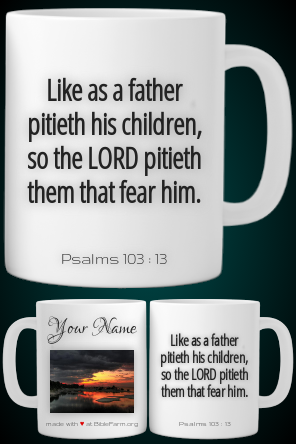 Like as a father
pitieth his children,
so the LORD pitieth
them that fear him.
Psalms 103 : 13
Your Name
made with ♥ at BibleFarm.org
Like as a father
pitieth his children,
so the LORD pitieth
them that fear him.
Psalms 103 : 13